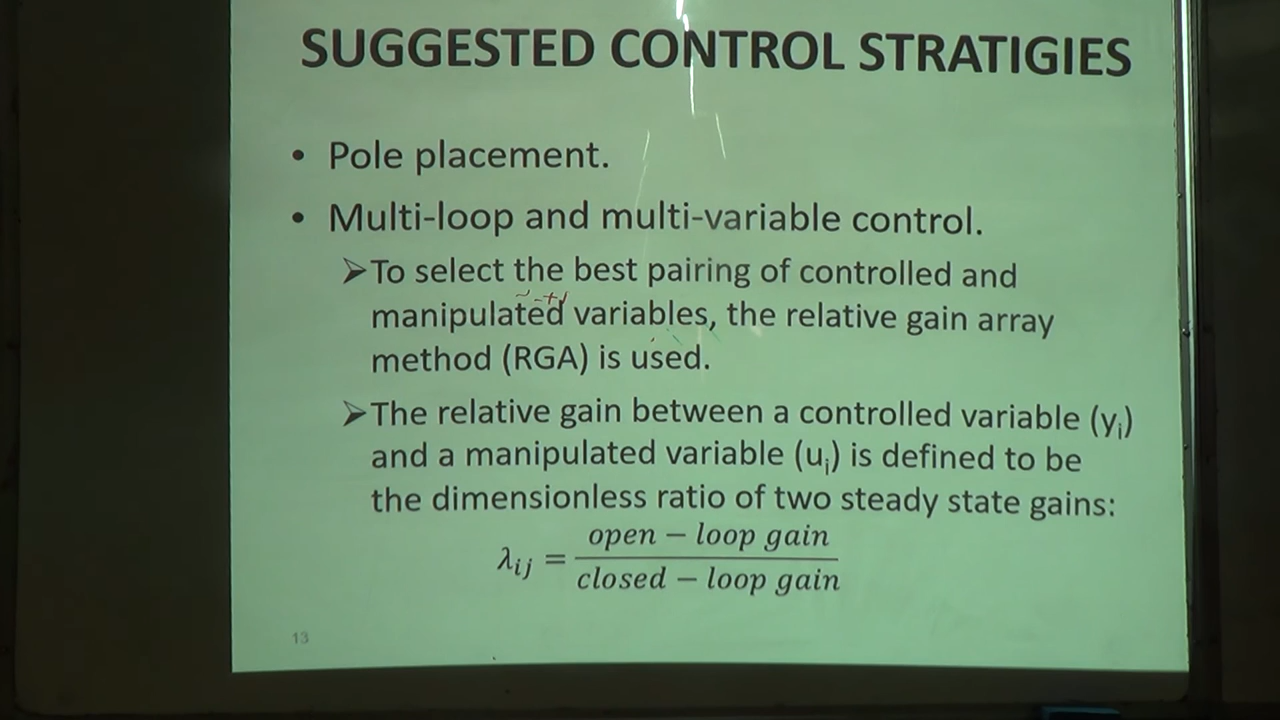 SUGGESTED CONTROL STRATIGIES
• Pole placement.
• Multi-loop and multi-variable control.
➢To select the best pairing of controlled and
manipulated variables, the relative gain array
method (RGA) is used.
➢The relative gain between a controlled variable (yᵢ)
and a manipulated variable (uⱼ) is defined to be
the dimensionless ratio of two steady state gains:
λᵢⱼ = open − loop gain / closed − loop gain
13